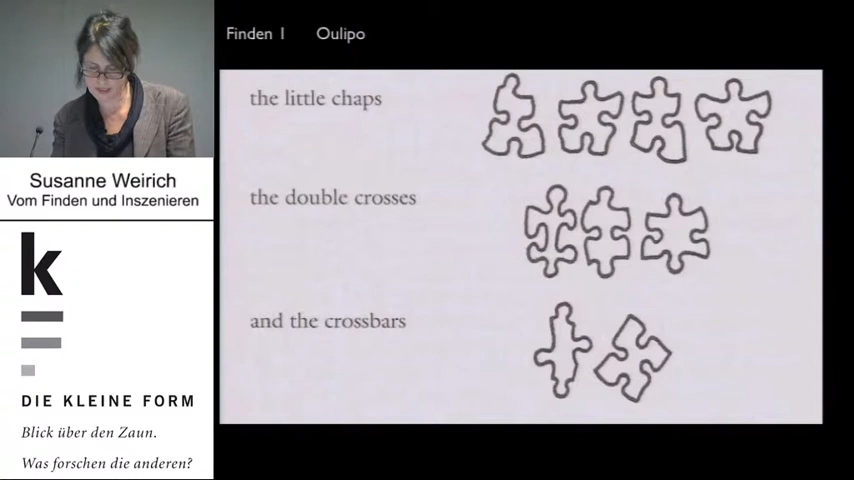 Finden I Oulipo
the little chaps
the double crosses
and the crossbars
Susanne Weirich
Vom Finden und Inszenieren
k
DIE KLEINE FORM
Blick über den Zaun.
Was forschen die anderen?